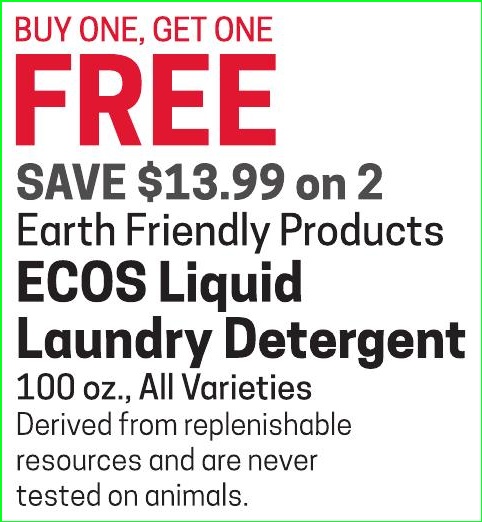 BUY ONE, GET ONE
FREE
SAVE $13.99 on 2
Earth Friendly Products
ECOS Liquid
Laundry Detergent
100 oz., All Varieties
Derived from replenishable
resources and are never
tested on animals.